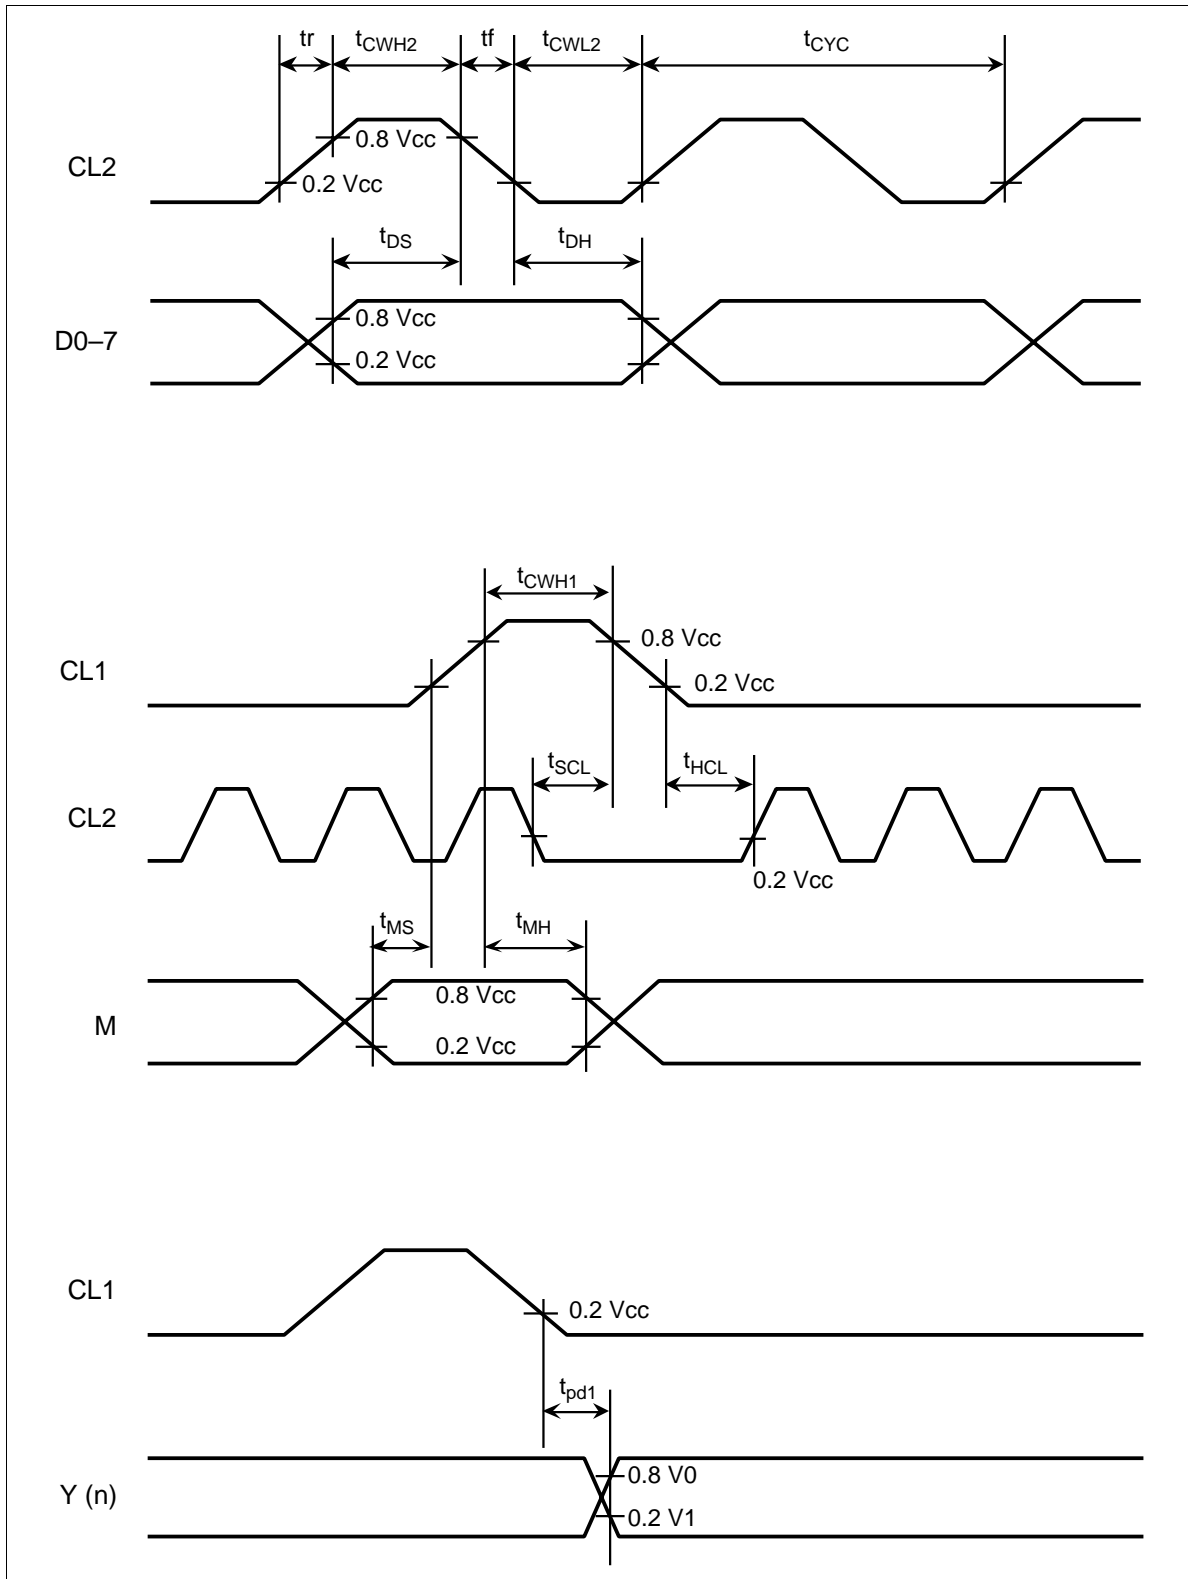 tr tCWH2 tf tCWL2 tCYC
CL2
0.8 Vcc
0.2 Vcc
tDS tDH
D0–7
0.8 Vcc
0.2 Vcc
tCWH1
CL1
0.8 Vcc
0.2 Vcc
tSCL tHCL
CL2
0.2 Vcc
tMS tMH
M
0.8 Vcc
0.2 Vcc
CL1
0.2 Vcc
tpd1
Y (n)
0.8 V0
0.2 V1